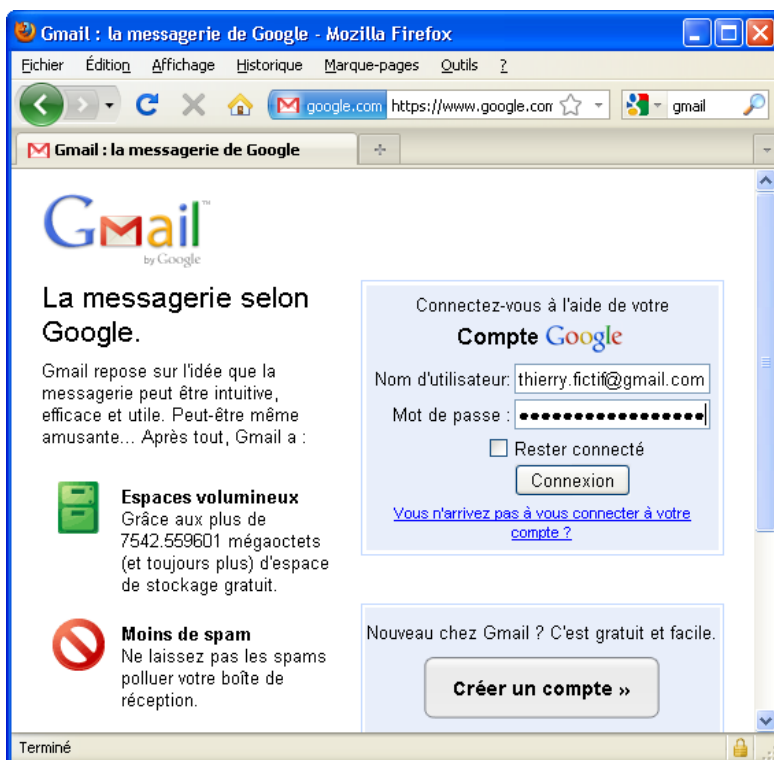 Gmail : la messagerie de Google - Mozilla Firefox
Fichier Édition Affichage Historique Marque-pages Outils ?
google.com https://www.google.com gmail
Gmail : la messagerie de Google
Gmail™
by Google
La messagerie selon
Google.
Gmail repose sur l'idée que la
messagerie peut être intuitive,
efficace et utile. Peut-être même
amusante... Après tout, Gmail a :
Espaces volumineux
Grâce aux plus de
7542.559601 mégaoctets
(et toujours plus) d'espace
de stockage gratuit.
Moins de spam
Ne laissez pas les spams
polluer votre boîte de
réception.
Connectez-vous à l'aide de votre
Compte Google
Nom d'utilisateur: thierry.fictif@gmail.com
Mot de passe : ●●●●●●●●●●●●●●●●●
Rester connecté
Connexion
Vous n'arrivez pas à vous connecter à votre
compte ?
Nouveau chez Gmail ? C'est gratuit et facile.
Créer un compte »
Terminé